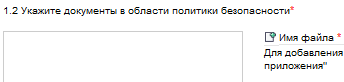 1.2 Укажите документы в области политики безопасности*
Имя файла *
Для добавления
приложения"